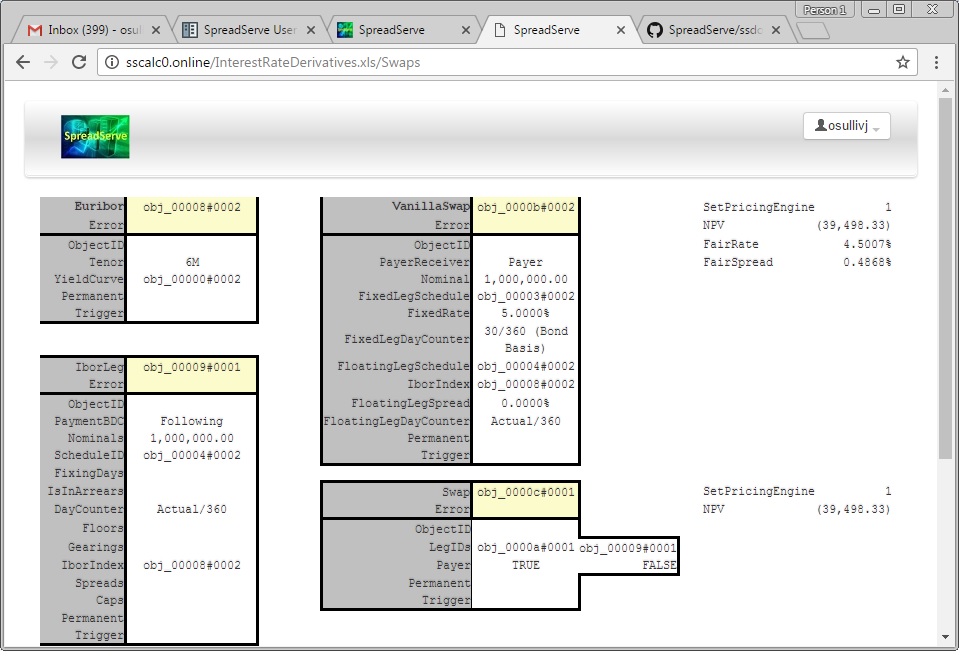 Person 1
Inbox (399) - osul
SpreadServe User
SpreadServe
SpreadServe
SpreadServe/ssdc
sscalc0.online/InterestRateDerivatives.xls/Swaps
SpreadServe
osullivj
Euribor obj_00008#0002
Error
ObjectID
Tenor 6M
YieldCurve obj_00000#0002
Permanent
Trigger
IborLeg obj_00009#0001
Error
ObjectID
PaymentBDC Following
Nominals 1,000,000.00
ScheduleID obj_00004#0002
FixingDays
IsInArrears
DayCounter Actual/360
Floors
Gearings
IborIndex obj_00008#0002
Spreads
Caps
Permanent
Trigger
VanillaSwap obj_0000b#0002
Error
ObjectID
PayerReceiver Payer
Nominal 1,000,000.00
FixedLegSchedule obj_00003#0002
FixedRate 5.0000%
FixedLegDayCounter 30/360 (Bond
Basis)
FloatingLegSchedule obj_00004#0002
IborIndex obj_00008#0002
FloatingLegSpread 0.0000%
FloatingLegDayCounter Actual/360
Permanent
Trigger
Swap obj_0000c#0001
Error
ObjectID
LegIDs obj_0000a#0001 obj_00009#0001
Payer TRUE FALSE
Permanent
Trigger
SetPricingEngine 1
NPV (39,498.33)
FairRate 4.5007%
FairSpread 0.4868%
SetPricingEngine 1
NPV (39,498.33)